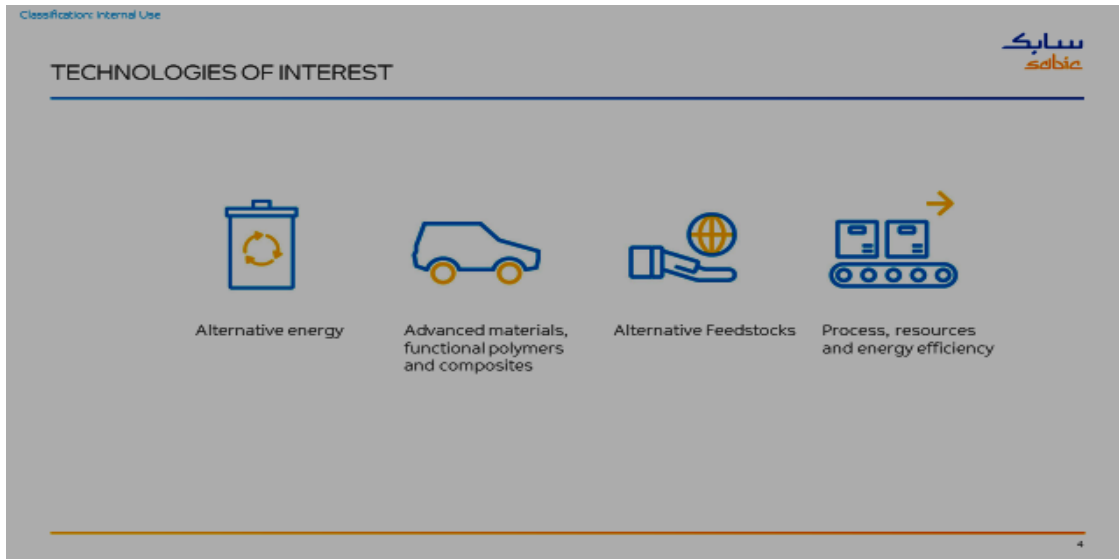 Classification: Internal Use
سابك
sabic
TECHNOLOGIES OF INTEREST
Alternative energy
Advanced materials,
functional polymers
and composites
Alternative Feedstocks
Process, resources
and energy efficiency
4